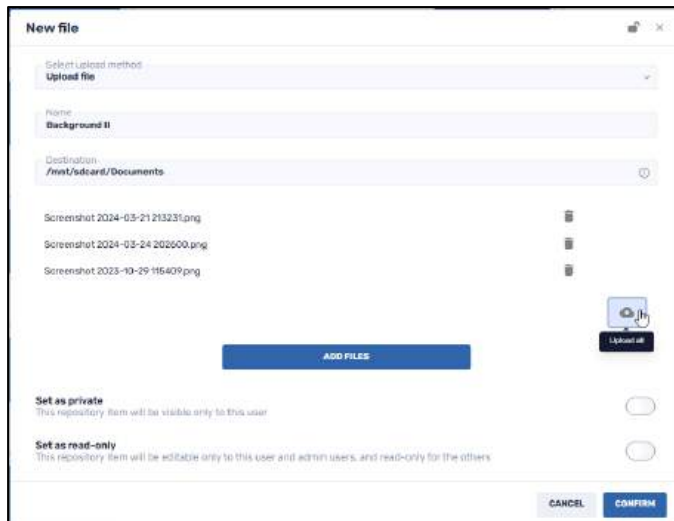 New file
Select upload method
Upload file
Name
Background II
Destination
/mnt/sdcard/Documents
Screenshot 2024-03-21 213231.png
Screenshot 2024-03-24 202600.png
Screenshot 2023-10-29 115409.png
Upload all
ADD FILES
Set as private
This repository item will be visible only to this user
Set as read-only
This repository item will be editable only to this user and admin users, and read-only for the others
CANCEL
CONFIRM